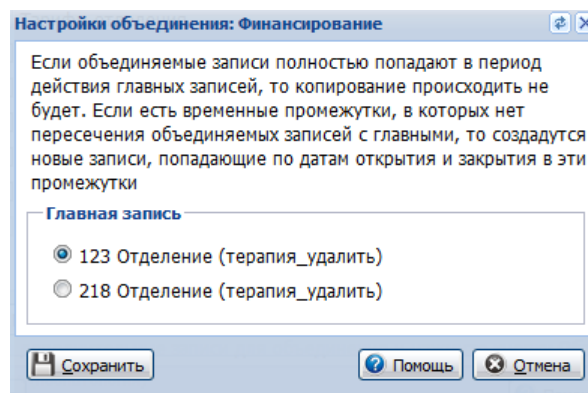 Настройки объединения: Финансирование
Если объединяемые записи полностью попадают в период
действия главных записей, то копирование происходить не
будет. Если есть временные промежутки, в которых нет
пересечения объединяемых записей с главными, то создадутся
новые записи, попадающие по датам открытия и закрытия в эти
промежутки
Главная запись
123 Отделение (терапия_удалить)
218 Отделение (терапия_удалить)
Сохранить Помощь Отмена